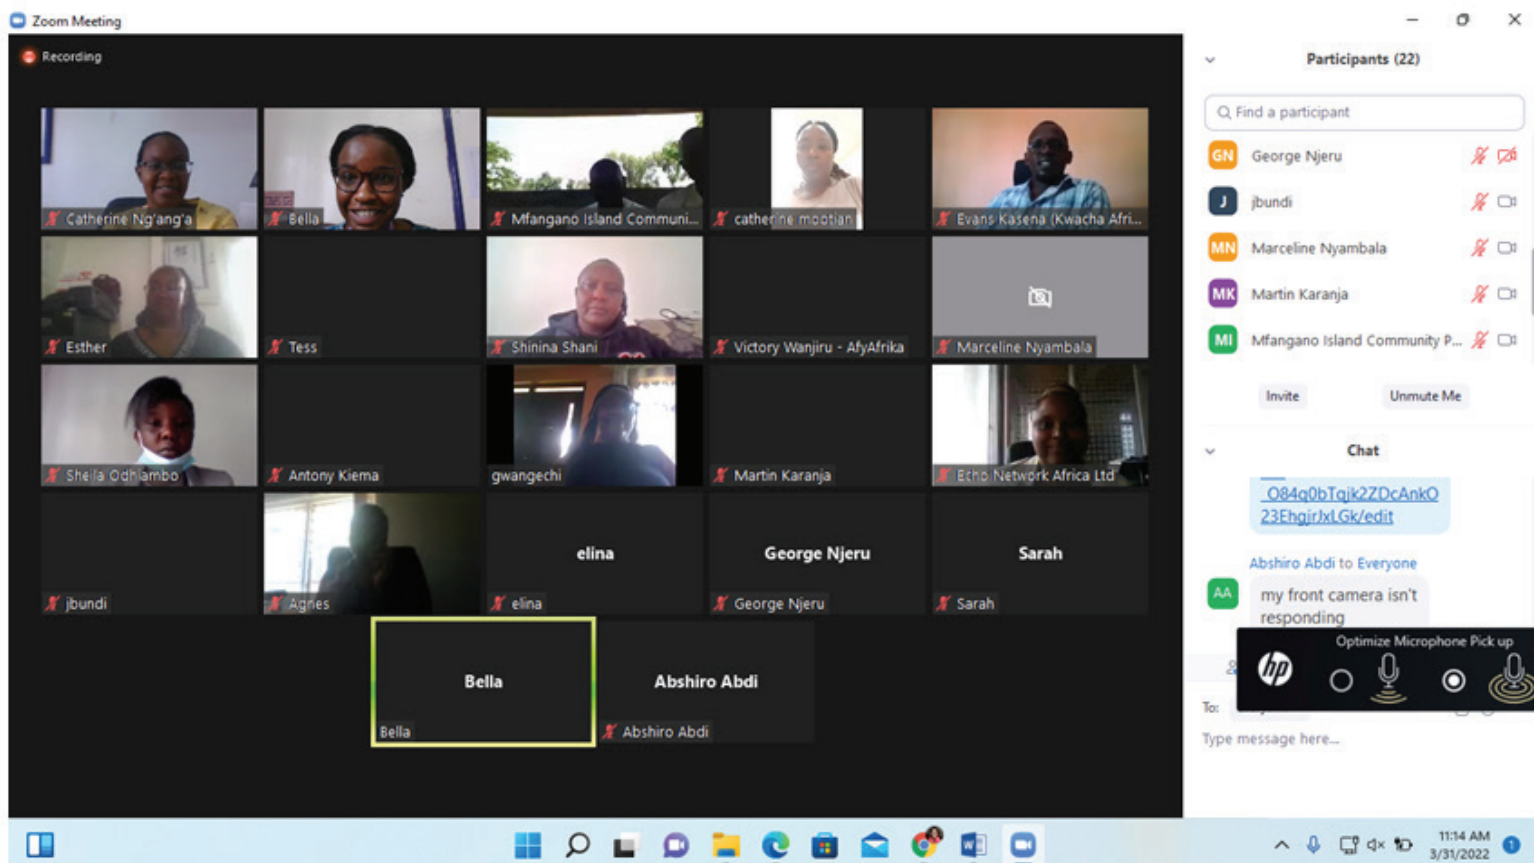 Zoom Meeting
Recording
Catherine Ng'ang'a
Bella
Mfangano Island Communi...
catherine mootian
Evans Kasena (Kwacha Afri...
Esther
Tess
Shinina Shani
Victory Wanjiru - AfyAfrika
Marceline Nyambala
Sheila Odhiambo
Antony Kiema
gwangechi
Martin Karanja
Echo Network Africa Ltd
jbundi
Agnes
elina
elina
George Njeru
George Njeru
Sarah
Sarah
Bella
Bella
Abshiro Abdi
Abshiro Abdi
Participants (22)
Find a participant
GN George Njeru
J jbundi
MN Marceline Nyambala
MK Martin Karanja
MI Mfangano Island Community P...
Invite
Unmute Me
Chat
_O84q0bTqjk2ZDcAnkO
23EhgjrJxLGk/edit
Abshiro Abdi to Everyone
AA
my front camera isn't
responding
hp
Optimize Microphone Pick up
To:
Type message here...
W
11:14 AM
3/31/2022
1